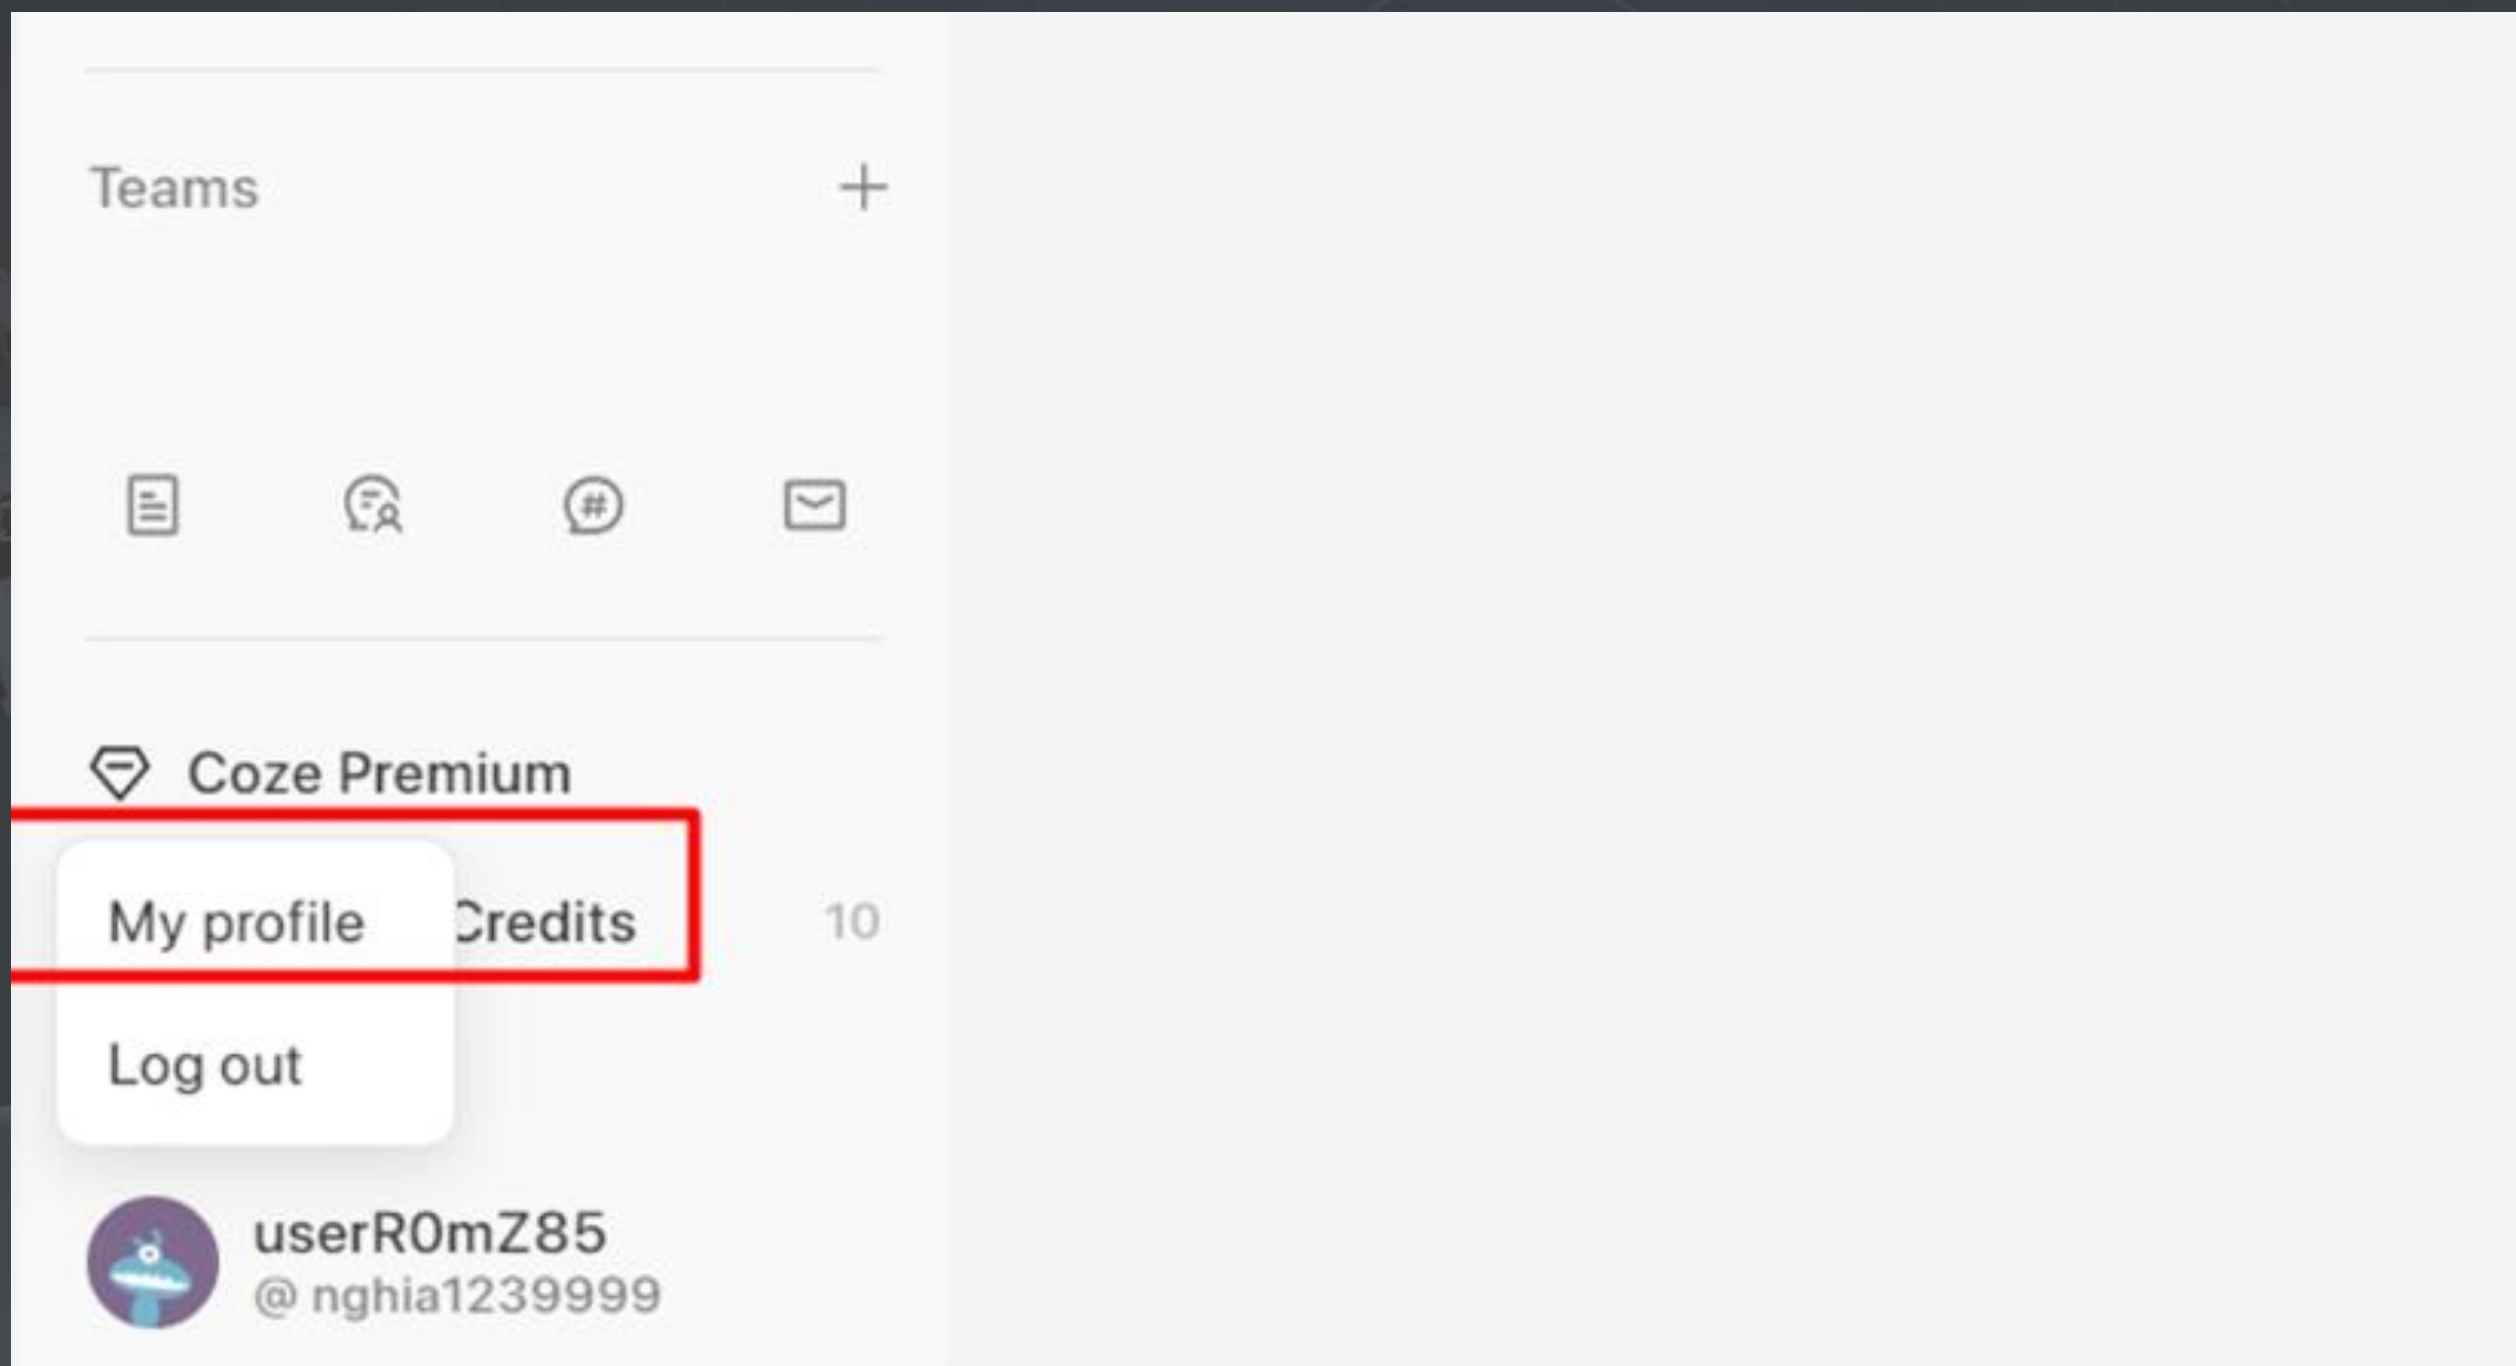 Teams
Coze Premium
My profile
Credits
10
Log out
userR0mZ85
@ nghia1239999